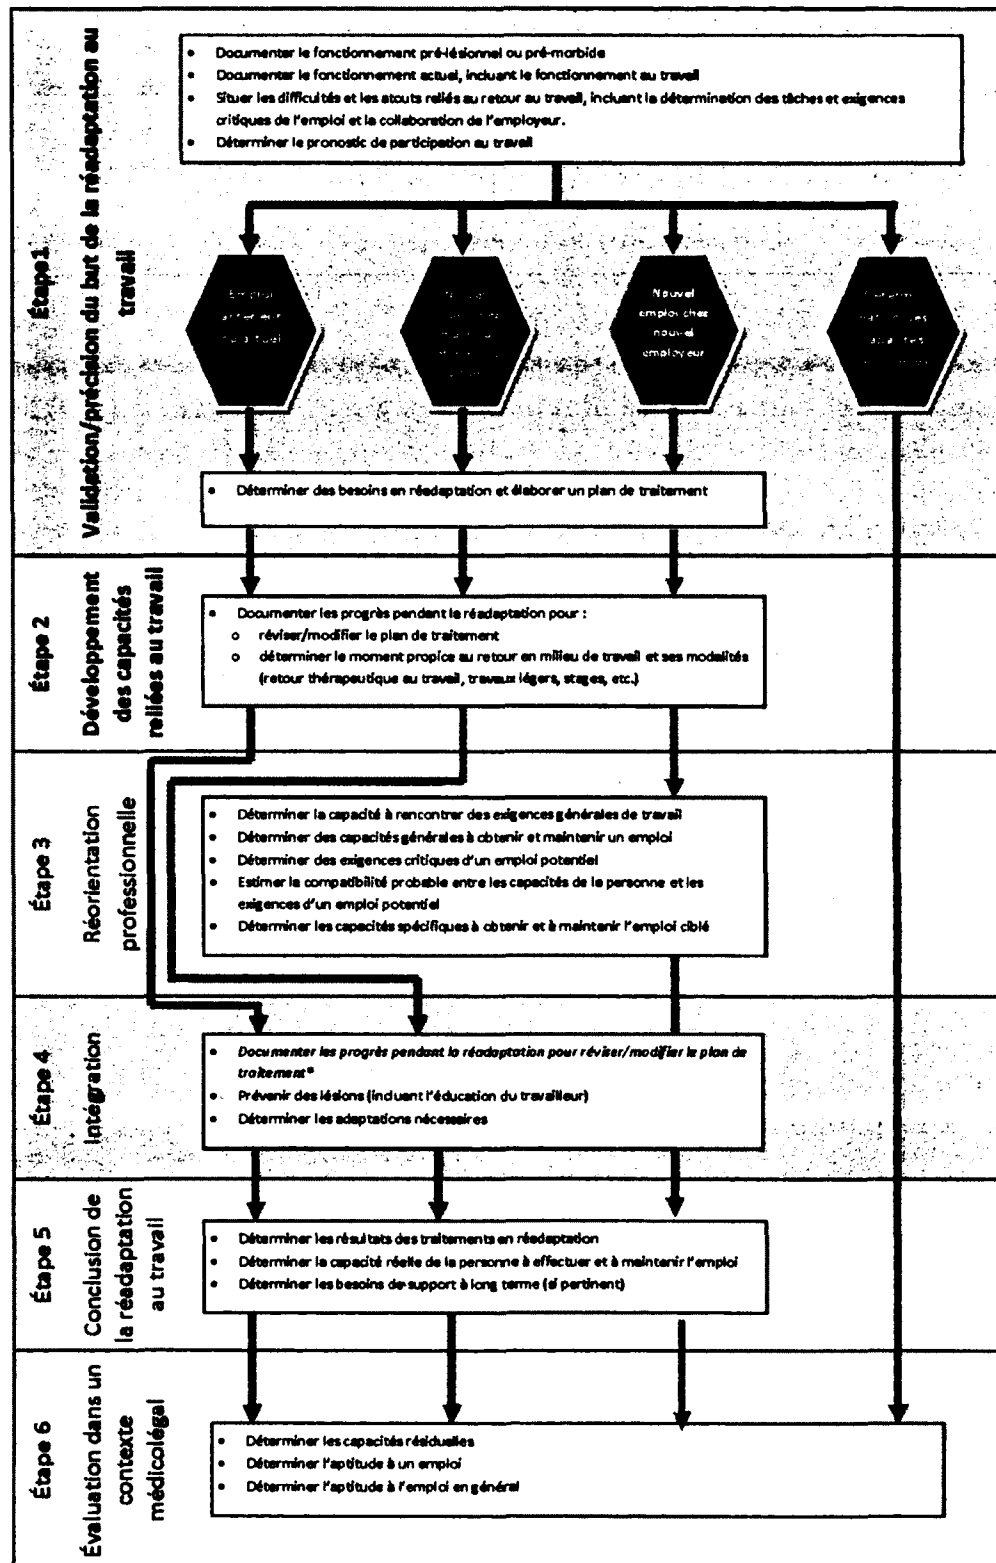 Étape 1
Validation/précision du but de la réadaptation au
travail
• Documenter le fonctionnement pré-lésionnel ou pré-morbide
• Documenter le fonctionnement actuel, incluant le fonctionnement au travail
• Situer les difficultés et les atouts reliés au retour au travail, incluant la détermination des tâches et exigences
critiques de l'emploi et la collaboration de l'employeur.
• Déterminer le pronostic de participation au travail
Emploi
antérieur
Nouvel
emploi chez
nouvel
employeur
• Déterminer des besoins en réadaptation et élaborer un plan de traitement
Étape 2
Développement
des capacités
reliées au travail
• Documenter les progrès pendant la réadaptation pour :
o réviser/modifier le plan de traitement
o déterminer le moment propice au retour en milieu de travail et ses modalités
(retour thérapeutique au travail, travaux légers, stages, etc.)
Étape 3
Réorientation
professionnelle
• Déterminer la capacité à rencontrer des exigences générales de travail
• Déterminer des capacités générales à obtenir et maintenir un emploi
• Déterminer des exigences critiques d'un emploi potentiel
• Estimer la compatibilité probable entre les capacités de la personne et les
exigences d'un emploi potentiel
• Déterminer les capacités spécifiques à obtenir et à maintenir l'emploi ciblé
Étape 4
Intégration
• Documenter les progrès pendant la réadaptation pour réviser/modifier le plan de
traitement*
• Prévenir des lésions (incluant l'éducation du travailleur)
• Déterminer les adaptations nécessaires
Étape 5
Conclusion de
la réadaptation
au travail
• Déterminer les résultats des traitements en réadaptation
• Déterminer la capacité réelle de la personne à effectuer et à maintenir l'emploi
• Déterminer les besoins de support à long terme (si pertinent)
Étape 6
Évaluation dans un
contexte
médicolégal
• Déterminer les capacités résiduelles
• Déterminer l'aptitude à un emploi
• Déterminer l'aptitude à l'emploi en général